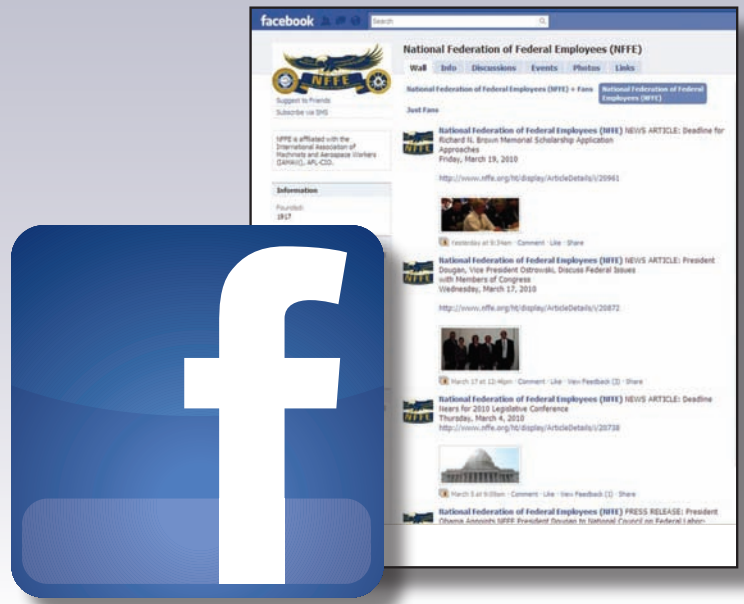 facebook
Search
National Federation of Federal Employees (NFFE)
Wall Info Discussions Events Photos Links
NFFE
Suggest to Friends
Subscribe via SMS
National Federation of Federal Employees (NFFE) + Fans
National Federation of Federal
Employees (NFFE)
Just Fans
NFFE is affiliated with the
International Association of
Machinists and Aerospace Workers
(IAMAW), AFL-CIO.
Information
Founded:
1917
National Federation of Federal Employees (NFFE) NEWS ARTICLE: Deadline for
Richard N. Brown Memorial Scholarship Application
Approaches
Friday, March 19, 2010
http://www.nffe.org/ht/display/ArticleDetails/i/20961
Yesterday at 9:34am · Comment · Like · Share
National Federation of Federal Employees (NFFE) NEWS ARTICLE: President
Dougan, Vice President Ostrowski, Discuss Federal Issues
with Members of Congress
Wednesday, March 17, 2010
http://www.nffe.org/ht/display/ArticleDetails/i/20872
March 17 at 12:46pm · Comment · Like · View Feedback (3) · Share
National Federation of Federal Employees (NFFE) NEWS ARTICLE: Deadline
Nears for 2010 Legislative Conference
Thursday, March 4, 2010
http://www.nffe.org/ht/display/ArticleDetails/i/20738
March 5 at 9:09am · Comment · Like · View Feedback (1) · Share
National Federation of Federal Employees (NFFE) PRESS RELEASE: President
Obama Appoints NFFE President Dougan to National Council on Federal Labor-
f